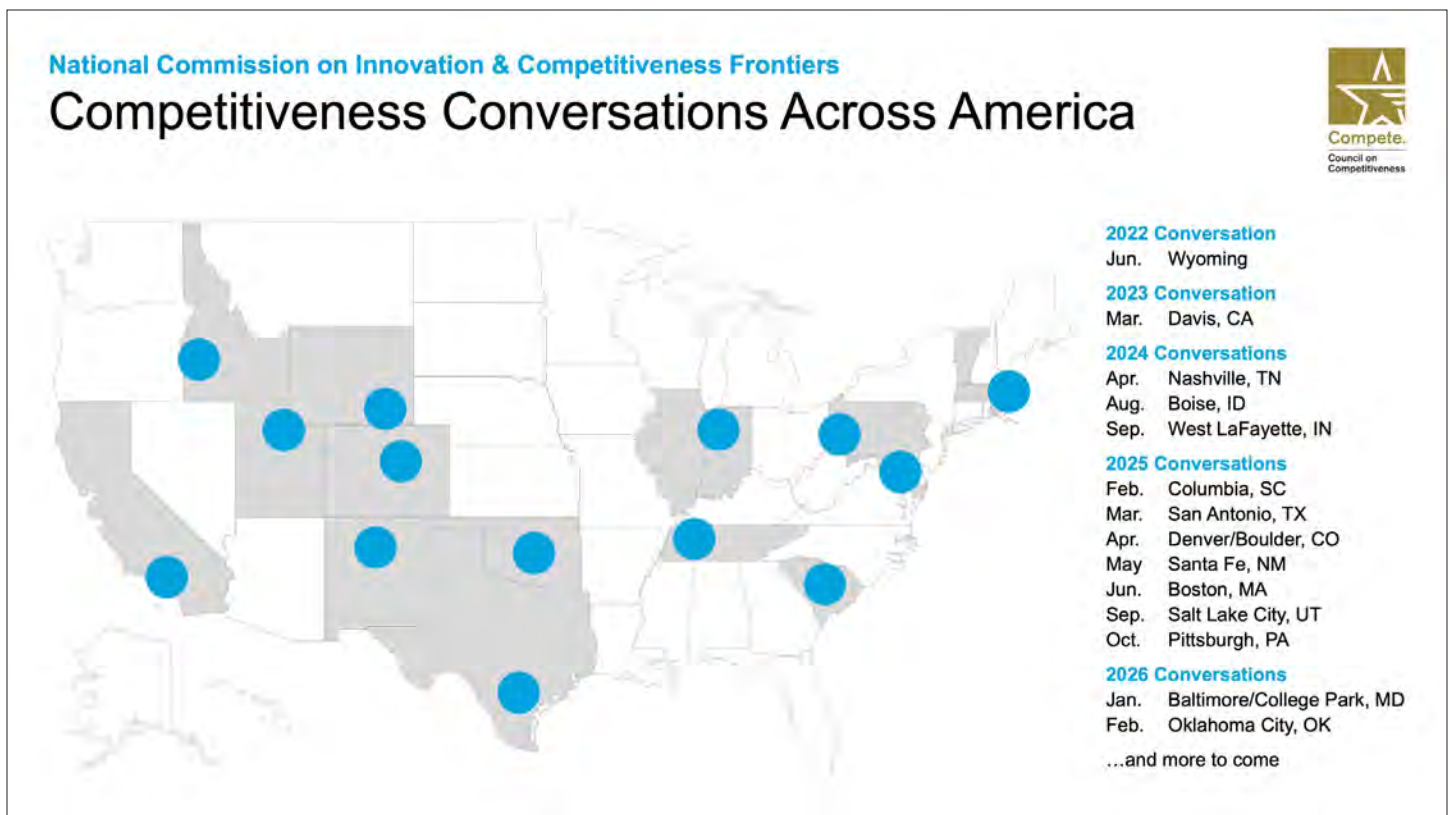 National Commission on Innovation & Competitiveness Frontiers
Competitiveness Conversations Across America
Compete.
Council on
Competitiveness
2022 Conversation
Jun. Wyoming
2023 Conversation
Mar. Davis, CA
2024 Conversations
Apr. Nashville, TN
Aug. Boise, ID
Sep. West LaFayette, IN
2025 Conversations
Feb. Columbia, SC
Mar. San Antonio, TX
Apr. Denver/Boulder, CO
May Santa Fe, NM
Jun. Boston, MA
Sep. Salt Lake City, UT
Oct. Pittsburgh, PA
2026 Conversations
Jan. Baltimore/College Park, MD
Feb. Oklahoma City, OK
…and more to come